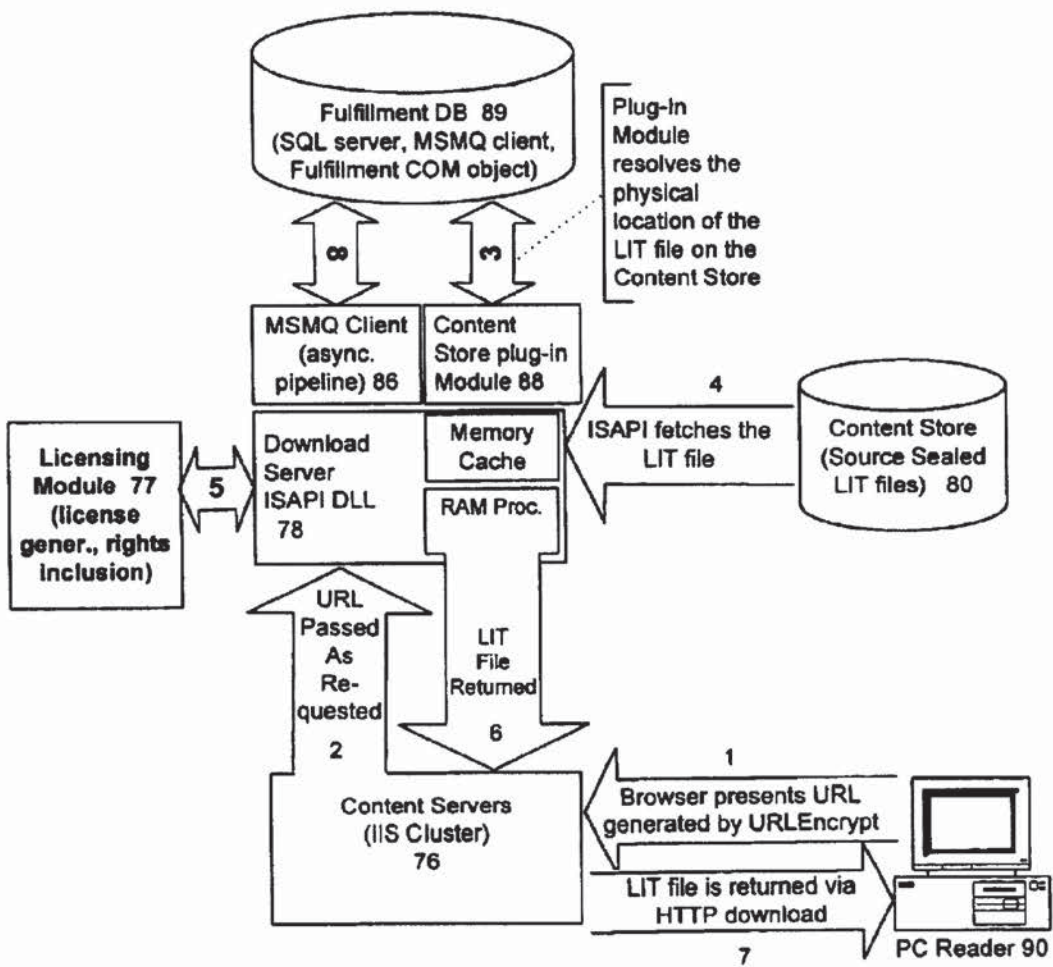 Fulfillment DB 89
(SQL server, MSMQ client,
Fulfillment COM object)
Plug-In
Module
resolves the
physical
location of the
LIT file on the
Content Store
8
3
MSMQ Client
(async.
pipeline) 86
Content
Store plug-in
Module 88
4
ISAPI fetches the
LIT file
Content Store
(Source Sealed
LIT files) 80
Licensing
Module 77
(license
gener., rights
inclusion)
5
Download
Server
ISAPI DLL
78
Memory
Cache
RAM Proc.
URL
Passed
As
Re-
quested
2
LIT
File
Returned
6
Content Servers
(IIS Cluster)
76
1
Browser presents URL
generated by URLEncrypt
LIT file is returned via
HTTP download
7
PC Reader 90